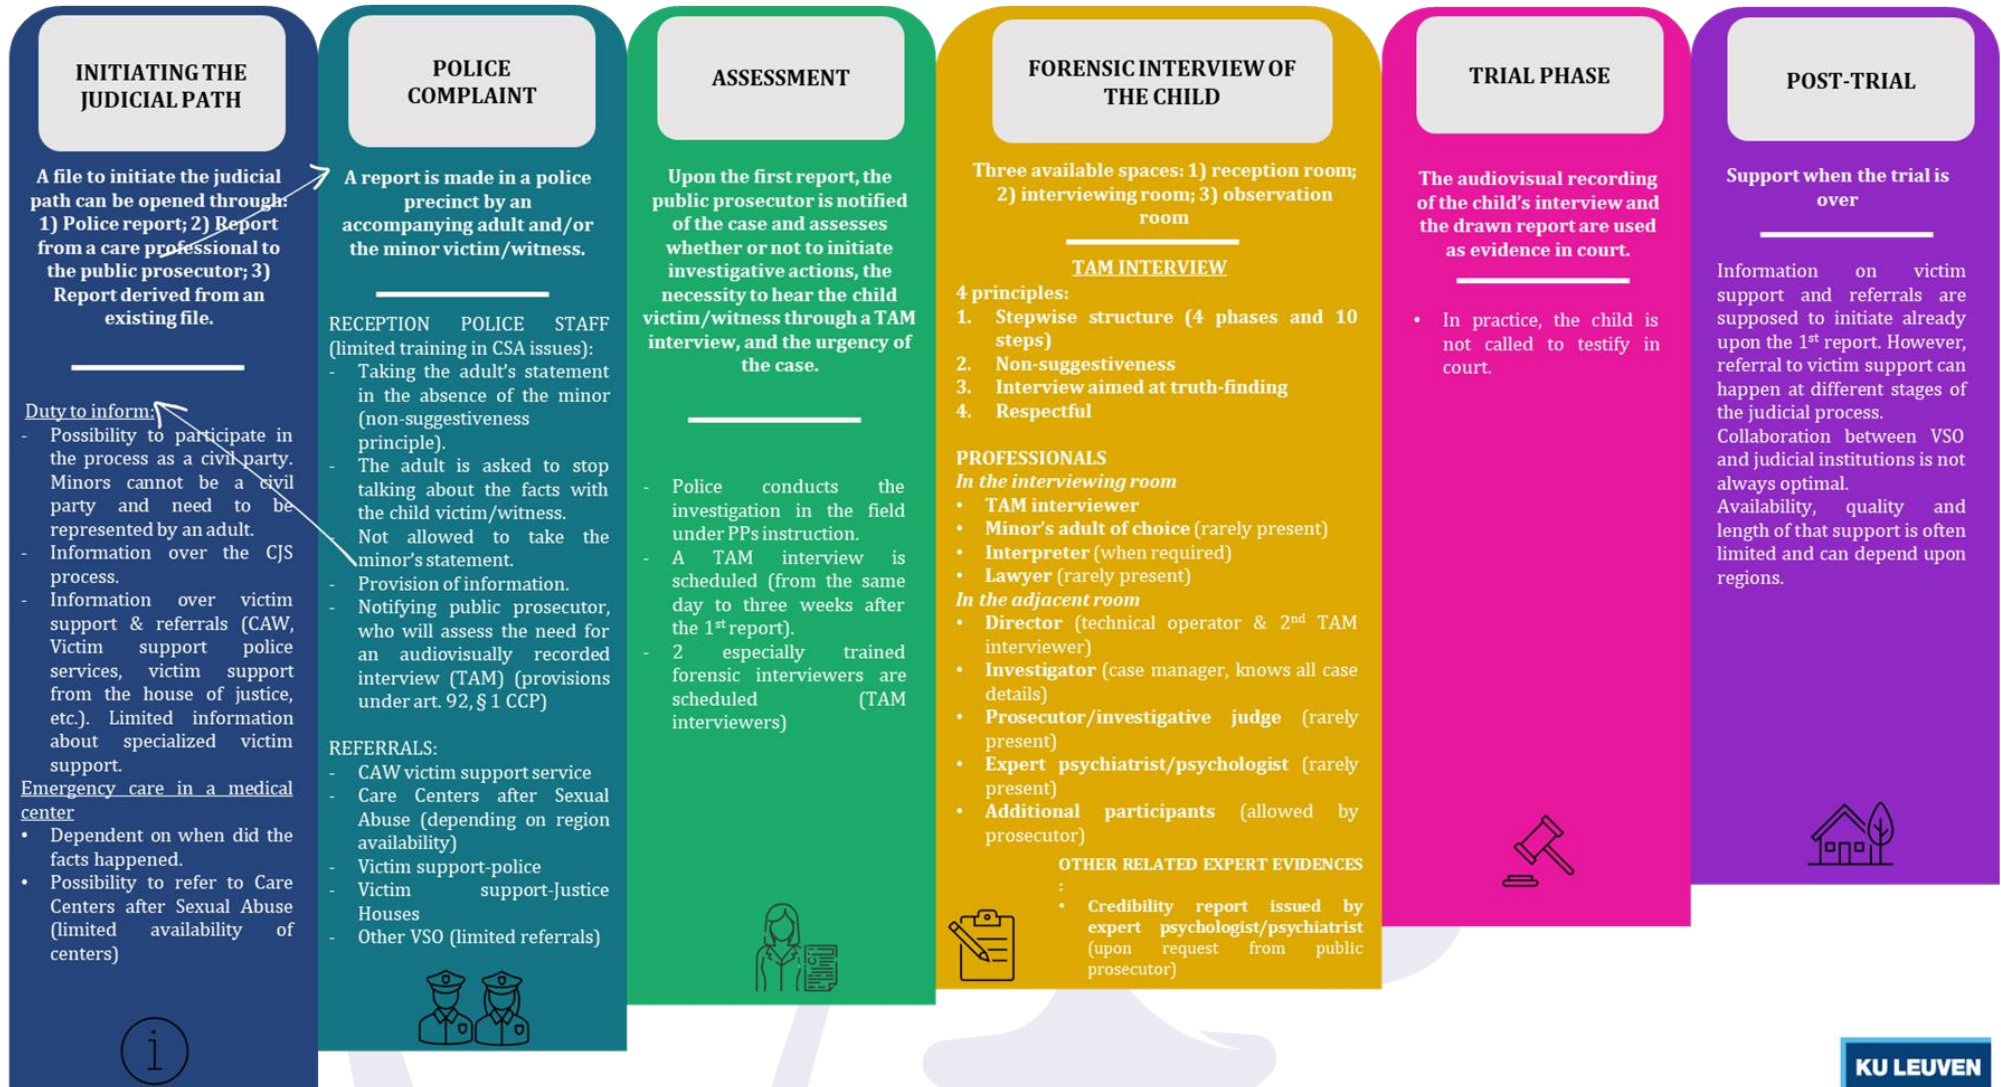 INITIATING THE
JUDICIAL PATH
A file to initiate the judicial
path can be opened through:
1) Police report; 2) Report
from a care professional to
the public prosecutor; 3)
Report derived from an
existing file.
Duty to inform:
- Possibility to participate in
the process as a civil party.
Minors cannot be a civil
party and need to be
represented by an adult.
- Information over the CJS
process.
- Information over victim
support & referrals (CAW,
Victim support police
services, victim support
from the house of justice,
etc.). Limited information
about specialized victim
support.
Emergency care in a medical
center
• Dependent on when did the
facts happened.
• Possibility to refer to Care
Centers after Sexual Abuse
(limited availability of
centers)
i
POLICE
COMPLAINT
A report is made in a police
precinct by an
accompanying adult and/or
the minor victim/witness.
RECEPTION POLICE STAFF
(limited training in CSA issues):
- Taking the adult's statement
in the absence of the minor
(non-suggestiveness
principle).
- The adult is asked to stop
talking about the facts with
the child victim/witness.
- Not allowed to take the
minor's statement.
- Provision of information.
- Notifying public prosecutor,
who will assess the need for
an audiovisually recorded
interview (TAM) (provisions
under art. 92, § 1 CCP)
REFERRALS:
- CAW victim support service
- Care Centers after Sexual
Abuse (depending on region
availability)
- Victim support-police
- Victim support-Justice
Houses
- Other VSO (limited referrals)
ASSESSMENT
Upon the first report, the
public prosecutor is notified
of the case and assesses
whether or not to initiate
investigative actions, the
necessity to hear the child
victim/witness through a TAM
interview, and the urgency of
the case.
- Police conducts the
investigation in the field
under PPs instruction.
- A TAM interview is
scheduled (from the same
day to three weeks after
the 1st report).
- 2 especially trained
forensic interviewers are
scheduled (TAM
interviewers)
FORENSIC INTERVIEW OF
THE CHILD
Three available spaces: 1) reception room;
2) interviewing room; 3) observation
room
TAM INTERVIEW
4 principles:
1. Stepwise structure (4 phases and 10
steps)
2. Non-suggestiveness
3. Interview aimed at truth-finding
4. Respectful
PROFESSIONALS
In the interviewing room
• TAM interviewer
• Minor's adult of choice (rarely present)
• Interpreter (when required)
• Lawyer (rarely present)
In the adjacent room
• Director (technical operator & 2nd TAM
interviewer)
• Investigator (case manager, knows all case
details)
• Prosecutor/investigative judge (rarely
present)
• Expert psychiatrist/psychologist (rarely
present)
• Additional participants (allowed by
prosecutor)
OTHER RELATED EXPERT EVIDENCES
:
• Credibility report issued by
expert psychologist/psychiatrist
(upon request from public
prosecutor)
TRIAL PHASE
The audiovisual recording
of the child's interview and
the drawn report are used
as evidence in court.
• In practice, the child is
not called to testify in
court.
POST-TRIAL
Support when the trial is
over
Information on victim
support and referrals are
supposed to initiate already
upon the 1st report. However,
referral to victim support can
happen at different stages of
the judicial process.
Collaboration between VSO
and judicial institutions is not
always optimal.
Availability, quality and
length of that support is often
limited and can depend upon
regions.
KU LEUVEN